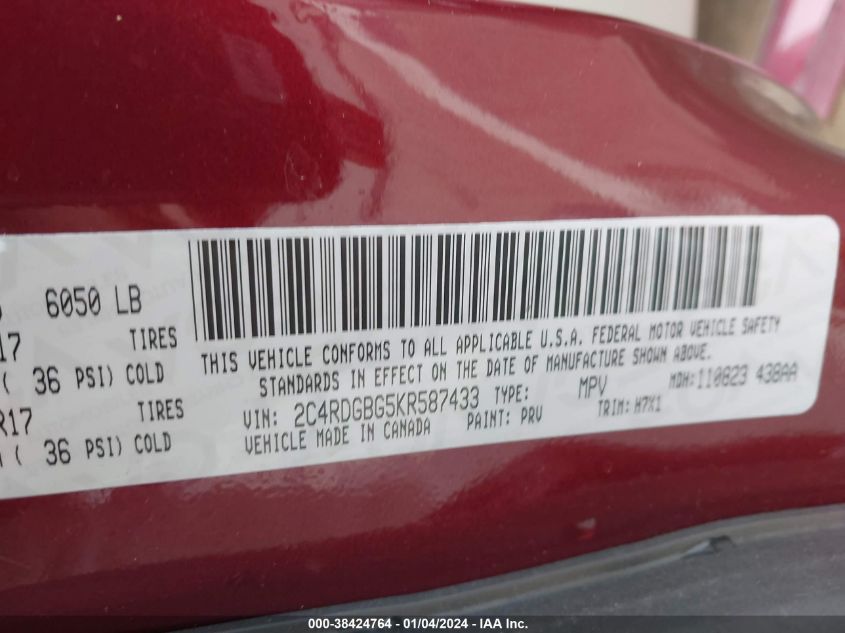 6050 LB
TIRES
THIS VEHICLE CONFORMS TO ALL APPLICABLE U.S.A. FEDERAL MOTOR VEHICLE SAFETY
( 36 PSI) COLD
STANDARDS IN EFFECT ON THE DATE OF MANUFACTURE SHOWN ABOVE.
R17
VIN: 2C4RDGBG5KR587433 TYPE: MPV MDH:110823 438AA
( 36 PSI) COLD
VEHICLE MADE IN CANADA PAINT: PRV TRIM: H7X1
000-38424764 - 01/04/2024 - IAA Inc.